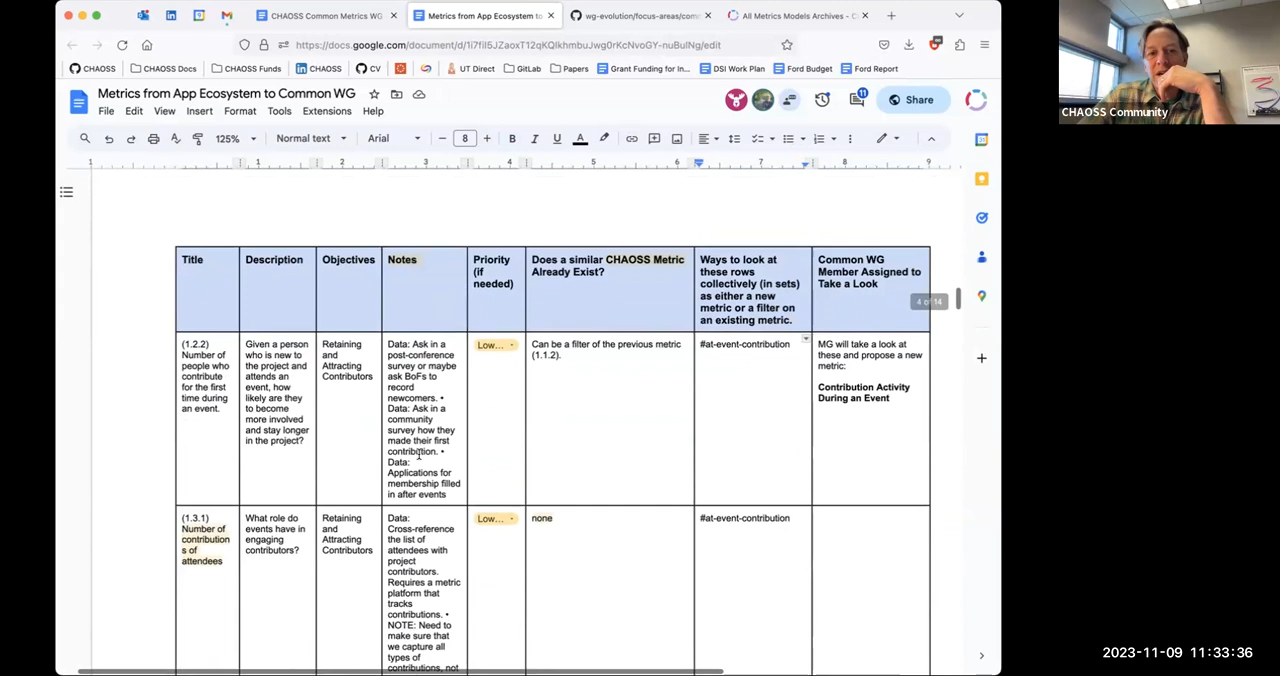 CHAOSS Common Metrics WG
Metrics from App Ecosystem to
wg-evolution/focus-areas/com
All Metrics Models Archives - C
https://docs.google.com/document/d/1i7fiI5JZaoxT12qKQIkhmbuJwg0rKcNvoGY-nuBulNg/edit
CHAOSS
CHAOSS Docs
CHAOSS Funds
CHAOSS
CV
IT Direct
GitLab
Papers
Grant Funding for In...
DSI Work Plan
Ford Budget
Ford Report
Metrics from App Ecosystem to Common WG
File Edit View Insert Format Tools Extensions Help
11
Share
125% Normal text Arial 8 B I U A
1 1 2 3 4 5 6 7 8 9
Title
Description
Objectives
Notes
Priority
(if
needed)
Does a similar CHAOSS Metric
Already Exist?
Ways to look at
these rows
collectively (in sets)
as either a new
metric or a filter on
an existing metric.
Common WG
Member Assigned to
Take a Look
4 of 14
(1.2.2)
Number of
people who
contribute
for the first
time during
an event.
Given a person
who is new to
the project and
attends an
event, how
likely are they
to become
more involved
and stay longer
in the project?
Retaining
and
Attracting
Contributors
Data: Ask in a
post-conference
survey or maybe
ask BoFs to
record
newcomers. •
Data: Ask in a
community
survey how they
made their first
contribution. •
Data:
Applications for
membership filled
in after events
Low...
Can be a filter of the previous metric
(1.1.2).
#at-event-contribution
MG will take a look at
these and propose a new
metric:
Contribution Activity
During an Event
(1.3.1)
Number of
contribution
s of
attendees
What role do
events have in
engaging
contributors?
Retaining
and
Attracting
Contributors
Data:
Cross-reference
the list of
attendees with
project
contributors.
Requires a metric
platform that
tracks
contributions. •
NOTE: Need to
make sure that
we capture all
types of
contributions, not
Low...
none
#at-event-contribution
CHAOSS Community
2023-11-09 11:33:36